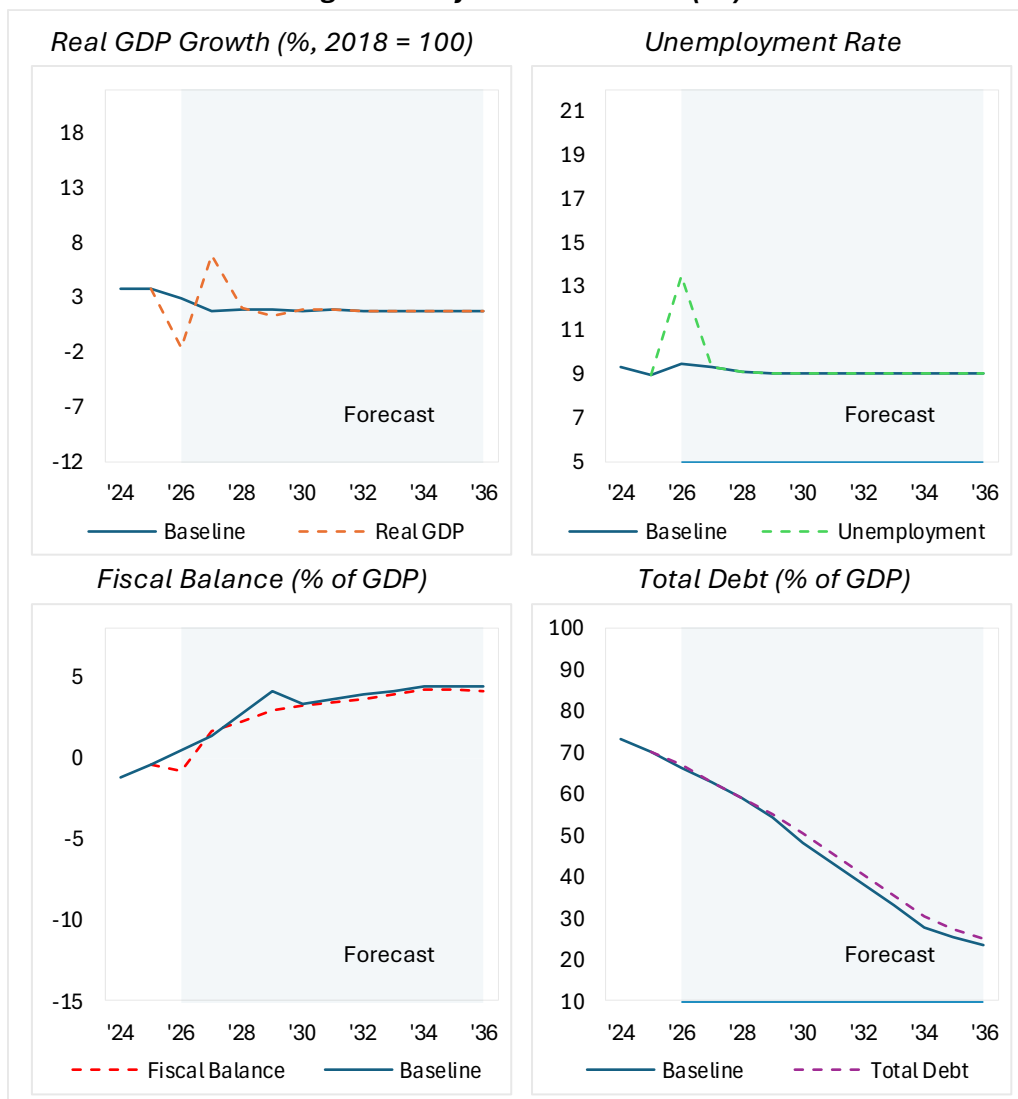 Real GDP Growth (%, 2018 = 100)
18
13
8
3
-2
-7
-12
Forecast
'24 '26 '28 '30 '32 '34 '36
Baseline Real GDP
Unemployment Rate
21
19
17
15
13
11
9
7
5
Forecast
'24 '26 '28 '30 '32 '34 '36
Baseline Unemployment
Fiscal Balance (% of GDP)
5
0
-5
-10
-15
Forecast
'24 '26 '28 '30 '32 '34 '36
Fiscal Balance Baseline
Total Debt (% of GDP)
100
90
80
70
60
50
40
30
20
10
Forecast
'24 '26 '28 '30 '32 '34 '36
Baseline Total Debt